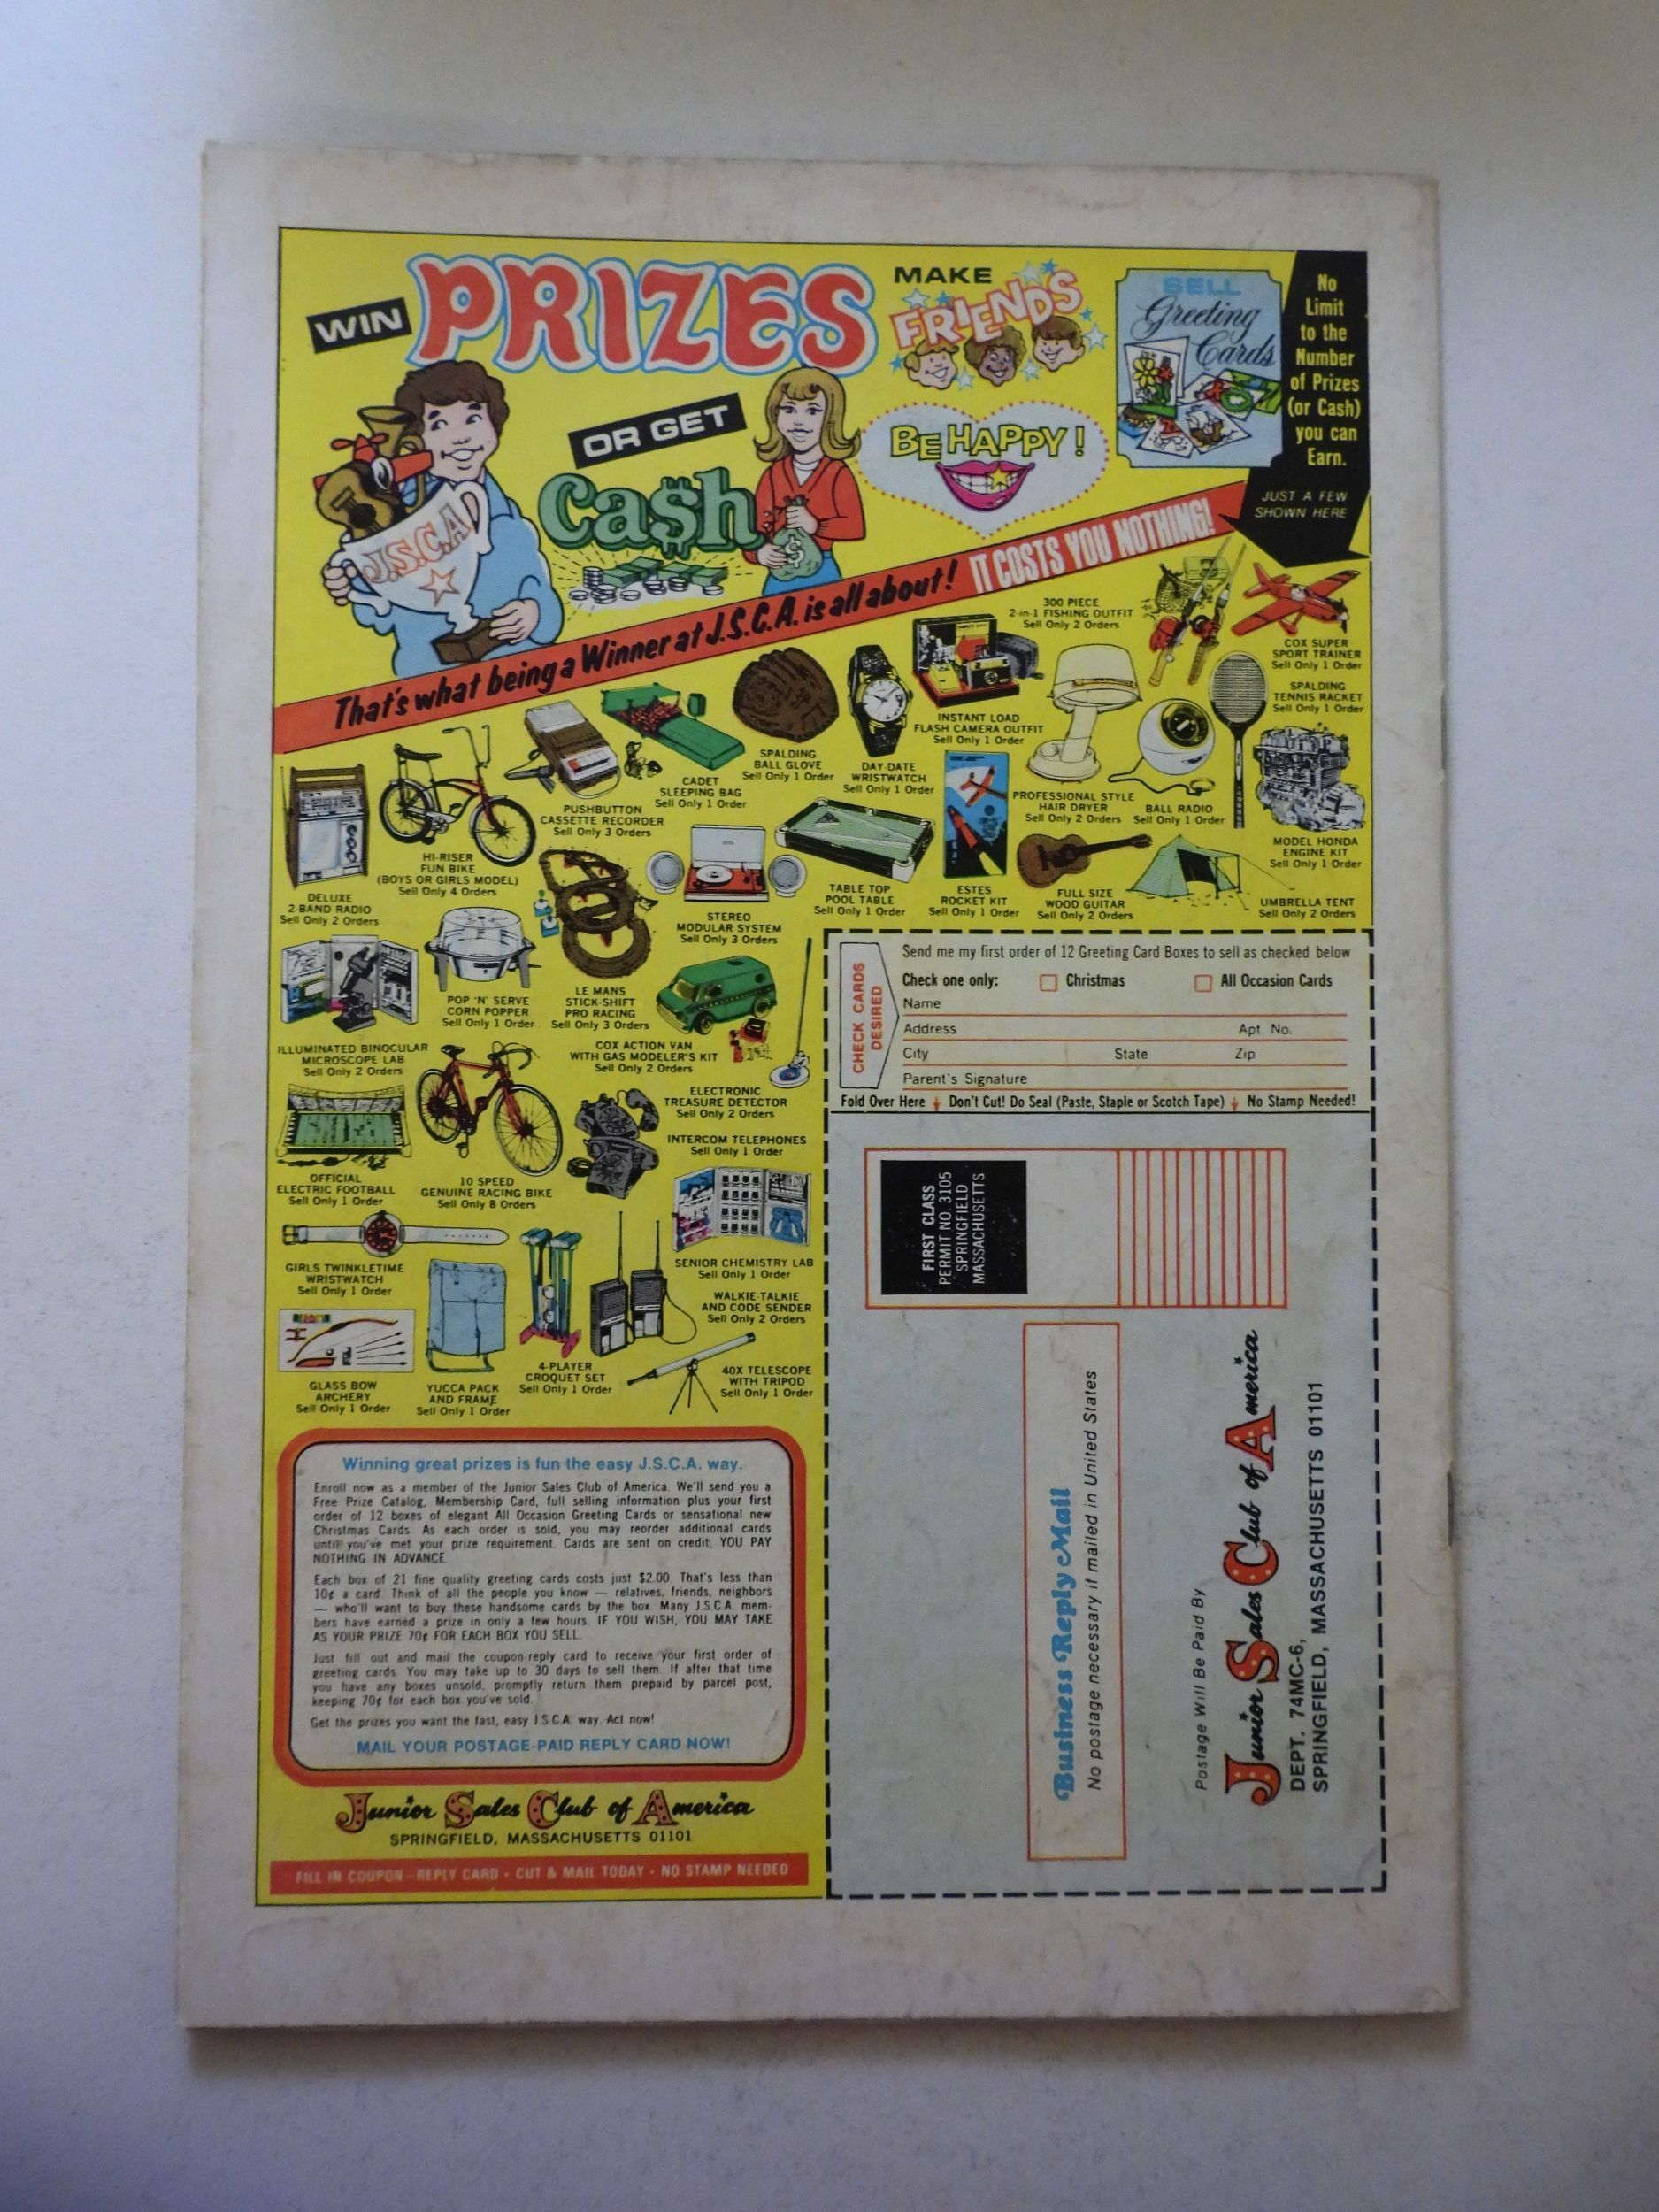 WIN PRIZES
OR GET
Ca$h
MAKE
FRIENDS
BE HAPPY!
SELL
Greeting
Cards
No
Limit
to the
Number
of Prizes
(or Cash)
you can
Earn.
JUST A FEW
SHOWN HERE
J.S.C.A.
$
That's what being a Winner at J.S.C.A. is all about! IT COSTS YOU NOTHING!
300 PIECE
2-in-1 FISHING OUTFIT
Sell Only 2 Orders
COX SUPER
SPORT TRAINER
Sell Only 1 Order
SPALDING
TENNIS RACKET
Sell Only 1 Order
INSTANT LOAD
FLASH CAMERA OUTFIT
Sell Only 1 Order
SPALDING
BALL GLOVE
Sell Only 1 Order
DAY-DATE
WRISTWATCH
Sell Only 1 Order
CADET
SLEEPING BAG
Sell Only 1 Order
PUSHBUTTON
CASSETTE RECORDER
Sell Only 3 Orders
PROFESSIONAL STYLE
HAIR DRYER
Sell Only 2 Orders
BALL RADIO
Sell Only 1 Order
MODEL HONDA
ENGINE KIT
Sell Only 1 Order
HI-RISER
FUN BIKE
(BOYS OR GIRLS MODEL)
Sell Only 4 Orders
DELUXE
2-BAND RADIO
Sell Only 2 Orders
STEREO
MODULAR SYSTEM
Sell Only 3 Orders
TABLE TOP
POOL TABLE
Sell Only 1 Order
ESTES
ROCKET KIT
Sell Only 1 Order
FULL SIZE
WOOD GUITAR
Sell Only 2 Orders
UMBRELLA TENT
Sell Only 2 Orders
POP 'N' SERVE
CORN POPPER
Sell Only 1 Order
LE MANS
STICK-SHIFT
PRO RACING
Sell Only 3 Orders
ILLUMINATED BINOCULAR
MICROSCOPE LAB
Sell Only 2 Orders
COX ACTION VAN
WITH GAS MODELER'S KIT
Sell Only 2 Orders
ELECTRONIC
TREASURE DETECTOR
Sell Only 2 Orders
INTERCOM TELEPHONES
Sell Only 1 Order
OFFICIAL
ELECTRIC FOOTBALL
Sell Only 1 Order
10 SPEED
GENUINE RACING BIKE
Sell Only 8 Orders
GIRLS TWINKLETIME
WRISTWATCH
Sell Only 1 Order
SENIOR CHEMISTRY LAB
Sell Only 1 Order
WALKIE-TALKIE
AND CODE SENDER
Sell Only 2 Orders
GLASS BOW
ARCHERY
Sell Only 1 Order
YUCCA PACK
AND FRAME
Sell Only 1 Order
4-PLAYER
CROQUET SET
Sell Only 1 Order
40X TELESCOPE
WITH TRIPOD
Sell Only 1 Order
Winning great prizes is fun the easy J.S.C.A. way.
Enroll now as a member of the Junior Sales Club of America. We'll send you a
Free Prize Catalog, Membership Card, full selling information plus your first
order of 12 boxes of elegant All Occasion Greeting Cards or sensational new
Christmas Cards. As each order is sold, you may reorder additional cards
until you've met your prize requirement. Cards are sent on credit. YOU PAY
NOTHING IN ADVANCE.
Each box of 21 fine quality greeting cards costs just $2.00. That's less than
10¢ a card. Think of all the people you know — relatives, friends, neighbors
— who'll want to buy these handsome cards by the box. Many J.S.C.A. mem-
bers have earned a prize in only a few hours. IF YOU WISH, YOU MAY TAKE
AS YOUR PRIZE 70¢ FOR EACH BOX YOU SELL.
Just fill out and mail the coupon-reply card to receive your first order of
greeting cards. You may take up to 30 days to sell them. If after that time
you have any boxes unsold, promptly return them prepaid by parcel post,
keeping 70¢ for each box you've sold.
Get the prizes you want the fast, easy J.S.C.A. way. Act now!
MAIL YOUR POSTAGE-PAID REPLY CARD NOW!
Junior Sales Club of America
SPRINGFIELD, MASSACHUSETTS 01101
FILL IN COUPON—REPLY CARD - CUT & MAIL TODAY - NO STAMP NEEDED
CHECK CARDS
DESIRED
Send me my first order of 12 Greeting Card Boxes to sell as checked below
Check one only: Christmas All Occasion Cards
Name
Address Apt. No.
City State Zip
Parent's Signature
Fold Over Here Don't Cut! Do Seal (Paste, Staple or Scotch Tape) No Stamp Needed!
FIRST CLASS
PERMIT NO. 3105
SPRINGFIELD
MASSACHUSETTS
Business Reply Mail
No postage necessary if mailed in United States
Postage Will Be Paid By
Junior Sales Club of America
DEPT. 74MC-6,
SPRINGFIELD, MASSACHUSETTS 01101